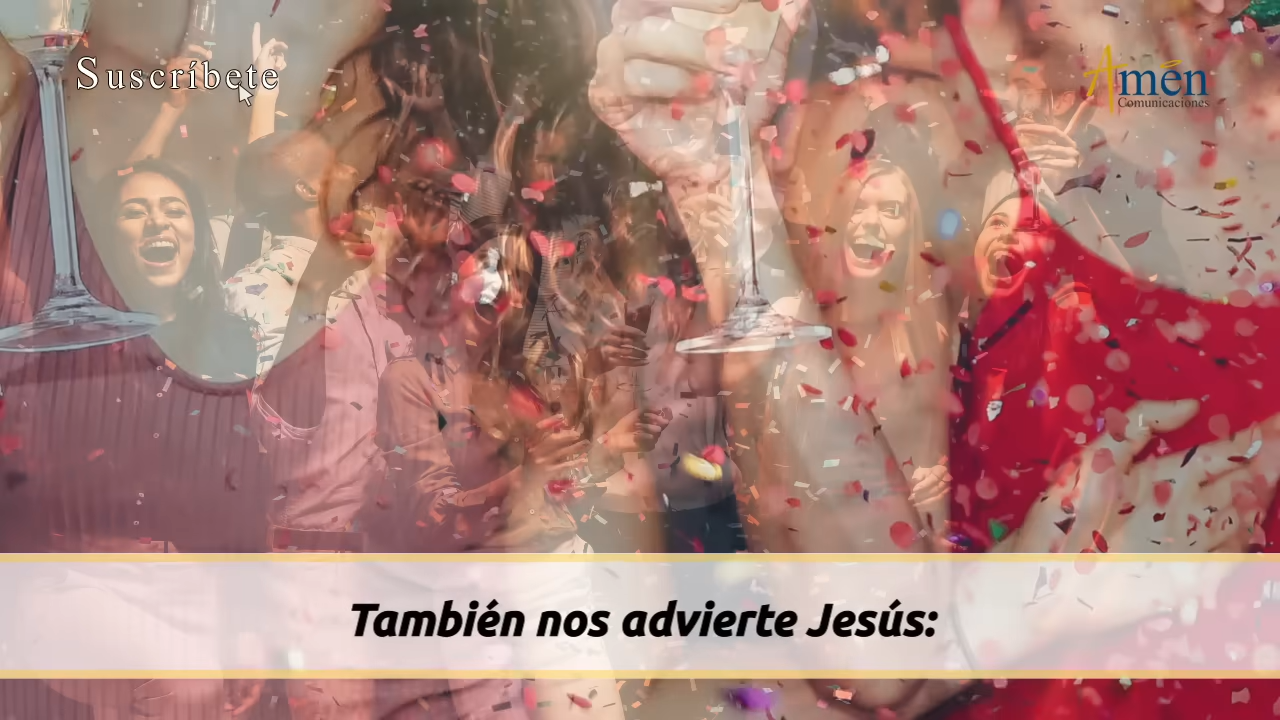 Suscríbete
Amén
Comunicaciones
También nos advierte Jesús: